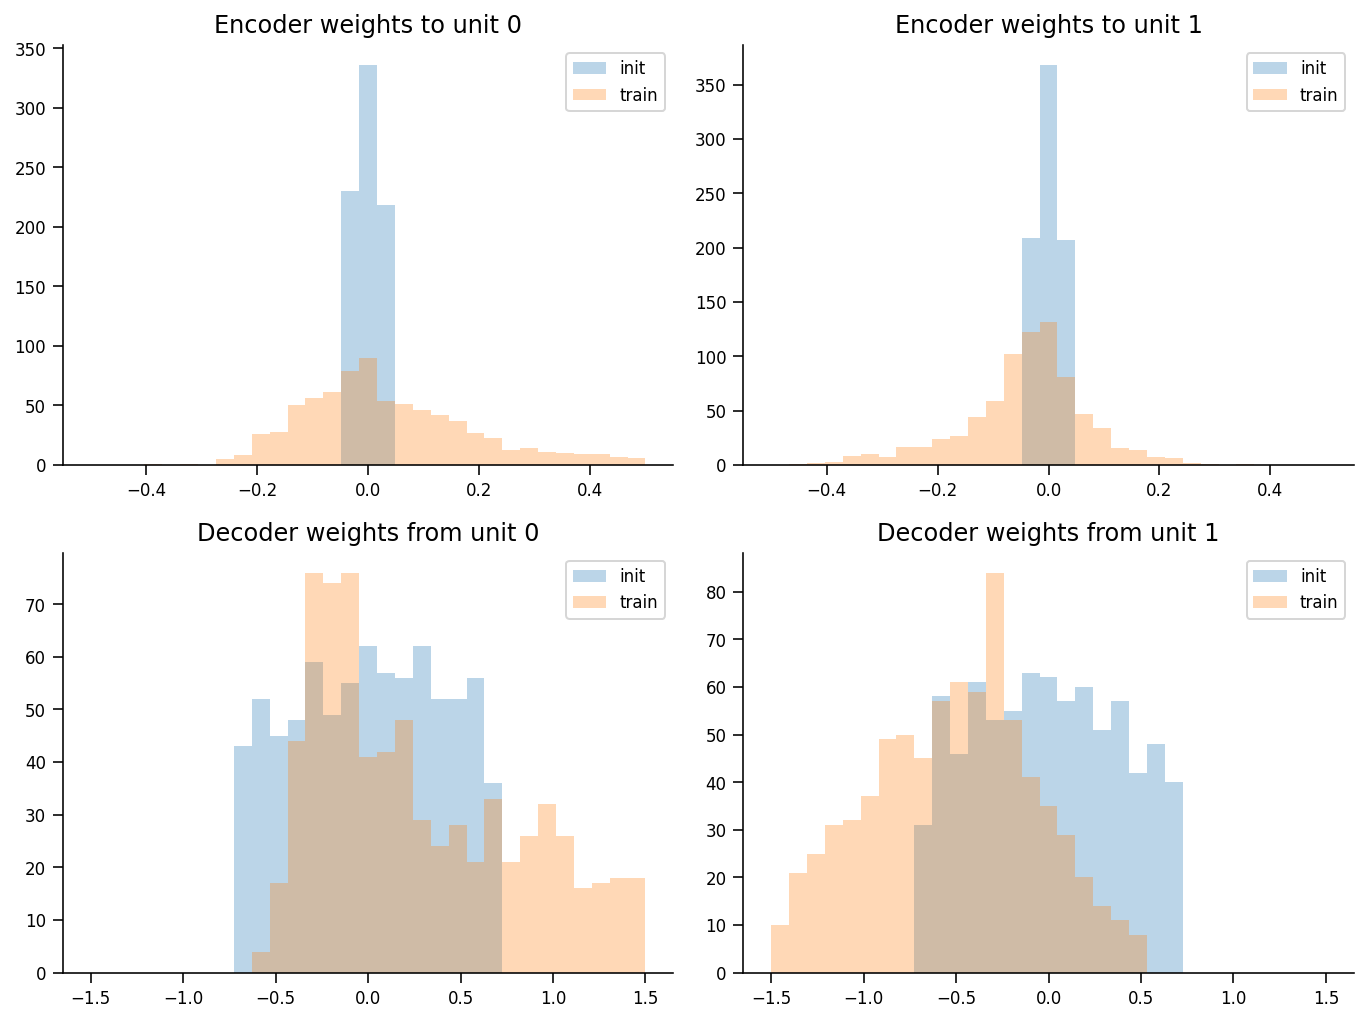 Encoder weights to unit 0
350
300
250
200
150
100
50
0
−0.4 −0.2 0.0 0.2 0.4
init
train
Encoder weights to unit 1
350
300
250
200
150
100
50
0
−0.4 −0.2 0.0 0.2 0.4
init
train
Decoder weights from unit 0
70
60
50
40
30
20
10
0
−1.5 −1.0 −0.5 0.0 0.5 1.0 1.5
init
train
Decoder weights from unit 1
80
70
60
50
40
30
20
10
0
−1.5 −1.0 −0.5 0.0 0.5 1.0 1.5
init
train